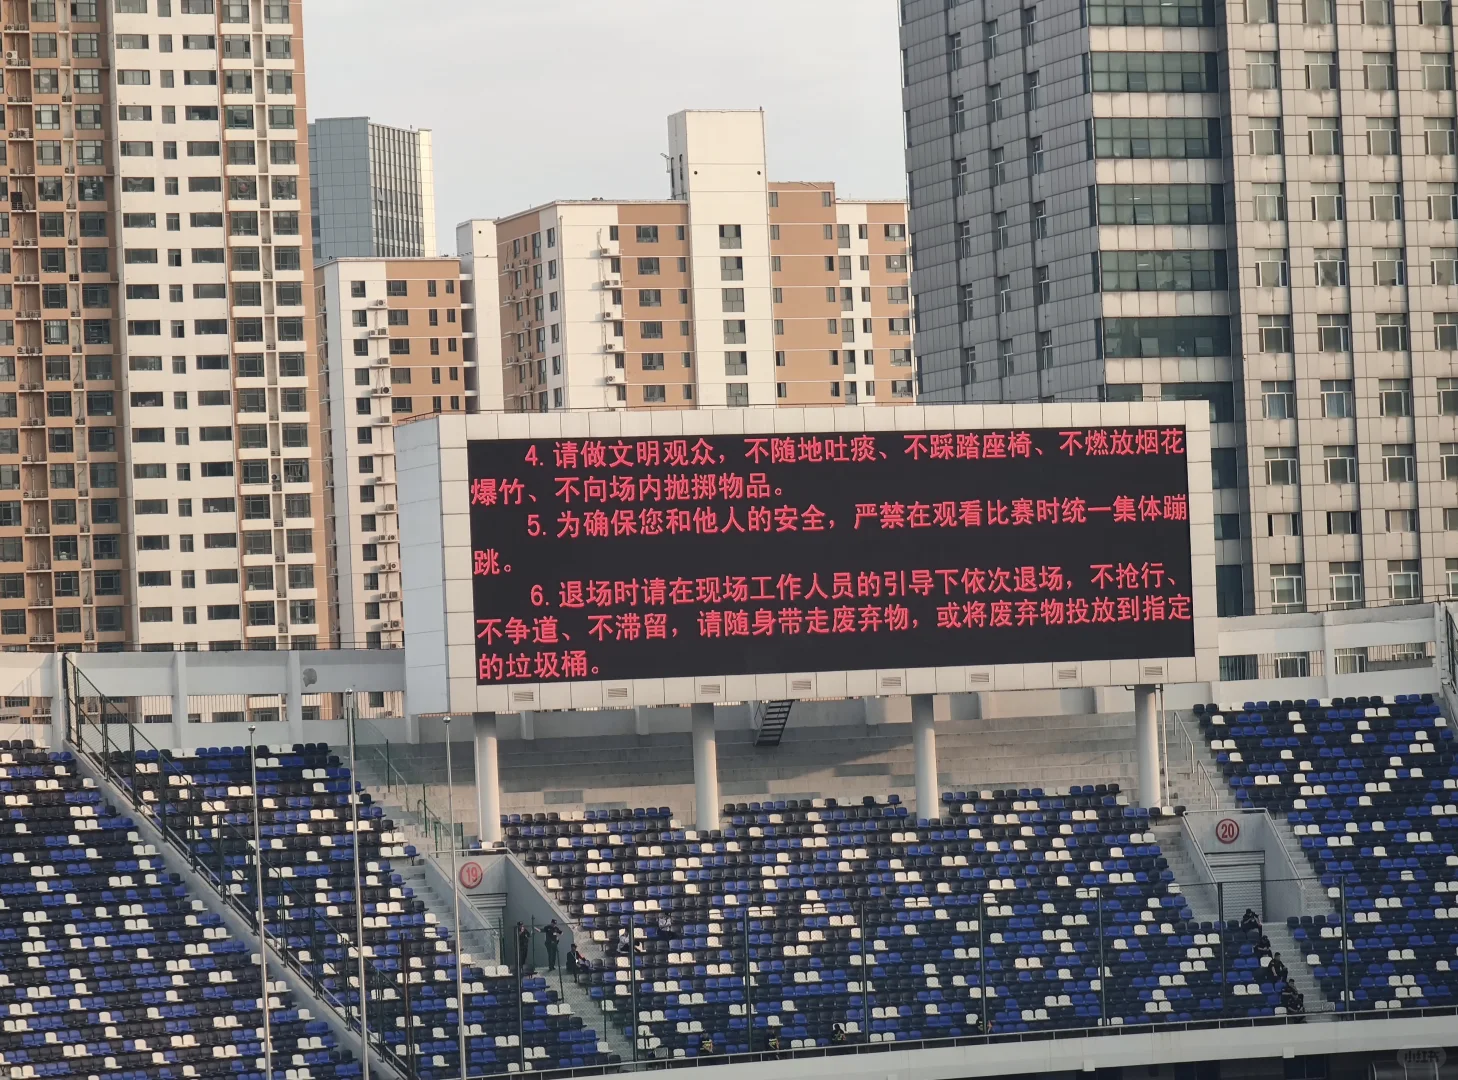 4. 请做文明观众，不随地吐痰、不踩踏座椅、不燃放烟花
爆竹、不向场内抛掷物品。
5. 为确保您和他人的安全，严禁在观看比赛时统一集体蹦
跳。
6. 退场时请在现场工作人员的引导下依次退场，不抢行、
不争道、不滞留，请随身带走废弃物，或将废弃物投放到指定
的垃圾桶。
19
20
小红书